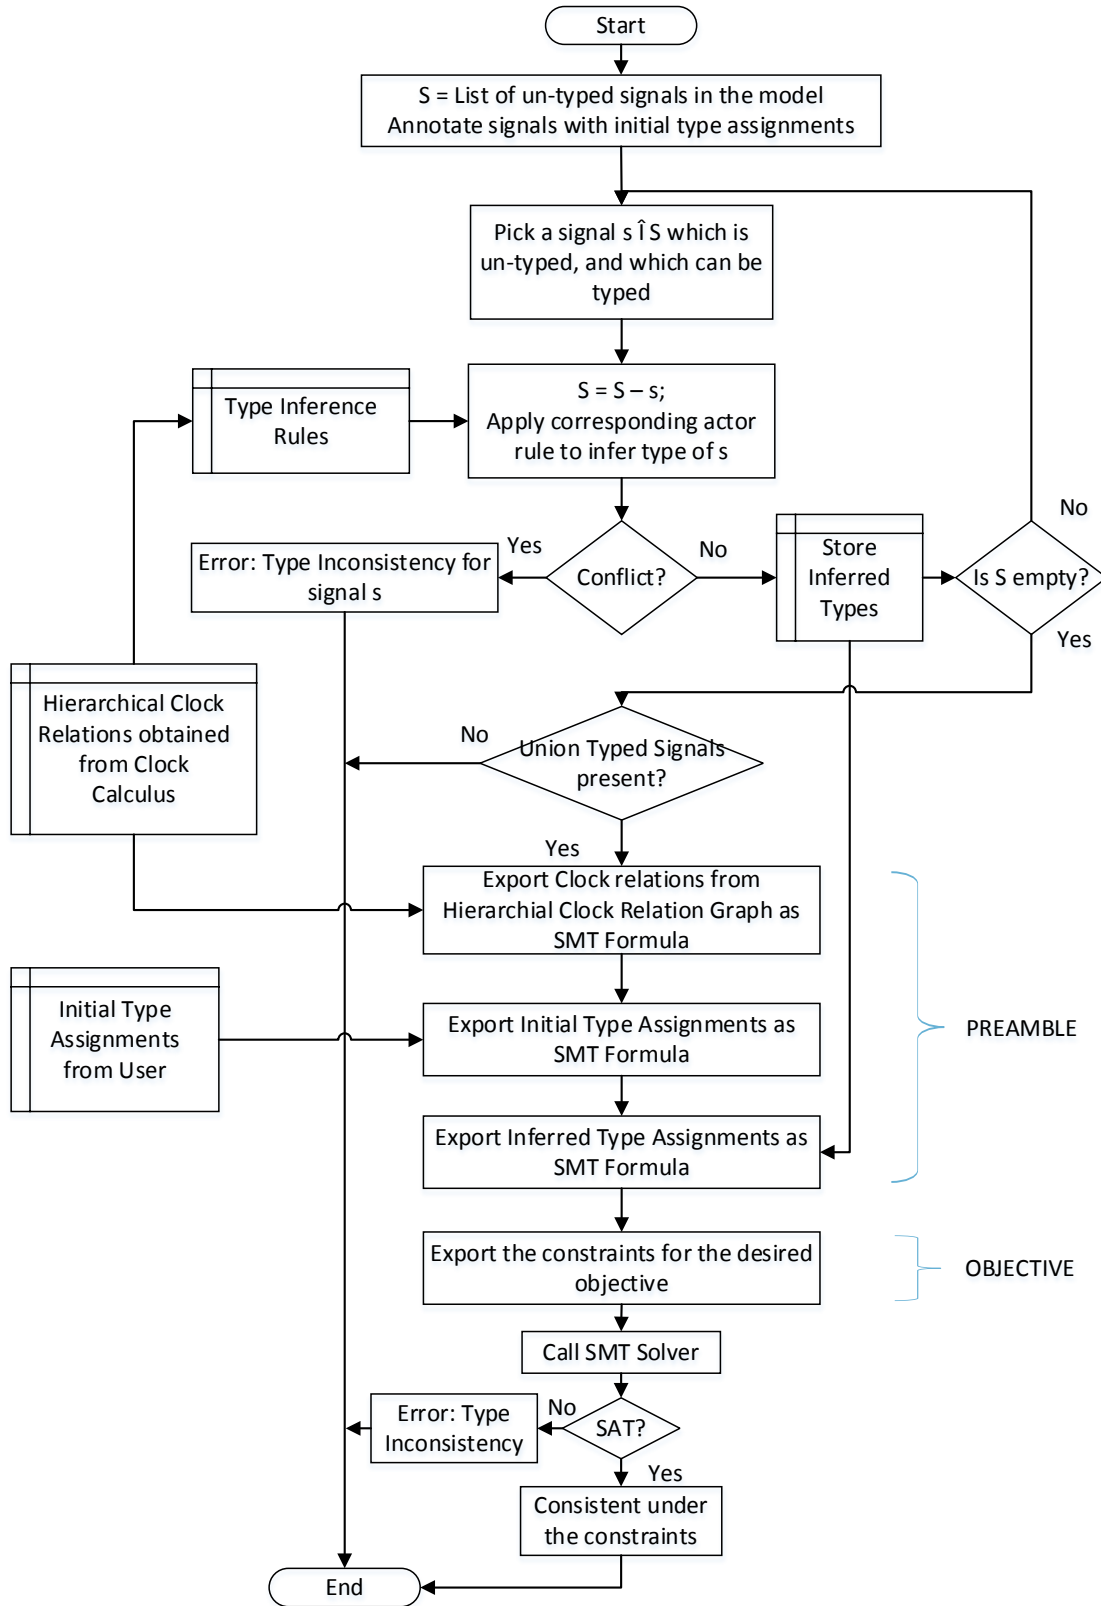 Start
S = List of un-typed signals in the model
Annotate signals with initial type assignments
Pick a signal s Î S which is
un-typed, and which can be
typed
Type Inference
Rules
S = S – s;
Apply corresponding actor
rule to infer type of s
Error: Type Inconsistency for
signal s
Yes
Conflict?
No
Store
Inferred
Types
Is S empty?
No
Yes
Hierarchical Clock
Relations obtained
from Clock
Calculus
No
Union Typed Signals
present?
Yes
Export Clock relations from
Hierarchial Clock Relation Graph as
SMT Formula
Initial Type
Assignments
from User
Export Initial Type Assignments as
SMT Formula
PREAMBLE
Export Inferred Type Assignments as
SMT Formula
Export the constraints for the desired
objective
OBJECTIVE
Call SMT Solver
Error: Type
Inconsistency
No
SAT?
Yes
Consistent under
the constraints
End